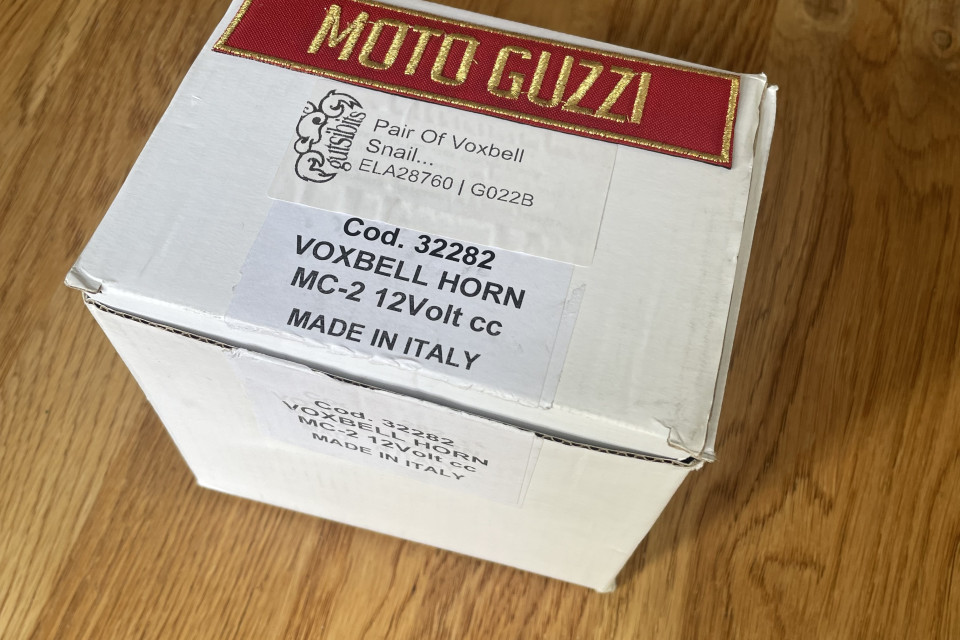 MOTO GUZZI
gutsibits
Pair Of Voxbell
Snail...
ELA28760 | G022B
Cod. 32282
VOXBELL HORN
MC-2 12Volt cc
MADE IN ITALY
Cod. 32282
VOXBELL HORN
MC-2 12Volt cc
MADE IN ITALY